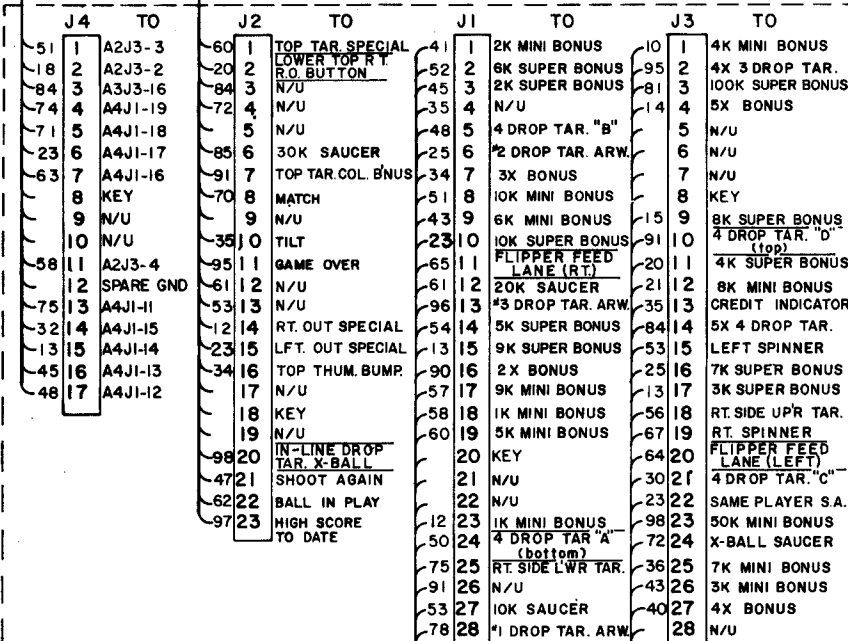 J4 TO
51 1 A2J3-3
18 2 A2J3-2
84 3 A3J3-16
74 4 A4J1-19
71 5 A4J1-18
23 6 A4J1-17
63 7 A4J1-16
8 KEY
9 N/U
10 N/U
58 11 A2J3-4
12 SPARE GND
75 13 A4J1-11
32 14 A4J1-15
13 15 A4J1-14
45 16 A4J1-13
48 17 A4J1-12
J2 TO
60 1 TOP TAR. SPECIAL
20 2 LOWER TOP RT.
R.O. BUTTON
84 3 N/U
72 4 N/U
5 N/U
85 6 30K SAUCER
91 7 TOP TAR.COL. B'NUS
70 8 MATCH
9 N/U
35 10 TILT
95 11 GAME OVER
61 12 N/U
53 13 N/U
12 14 RT. OUT SPECIAL
23 15 LFT. OUT SPECIAL
34 16 TOP THUM. BUMP.
17 N/U
18 KEY
19 N/U
98 20 IN-LINE DROP
TAR. X-BALL
47 21 SHOOT AGAIN
62 22 BALL IN PLAY
97 23 HIGH SCORE
TO DATE
J1 TO
41 1 2K MINI BONUS
52 2 6K SUPER BONUS
45 3 2K SUPER BONUS
35 4 N/U
48 5 4 DROP TAR. "B"
25 6 #2 DROP TAR. ARW.
34 7 3X BONUS
51 8 10K MINI BONUS
43 9 6K MINI BONUS
23 10 10K SUPER BONUS
65 11 FLIPPER FEED
LANE (RT.)
61 12 20K SAUCER
96 13 #3 DROP TAR. ARW.
54 14 5K SUPER BONUS
13 15 9K SUPER BONUS
90 16 2X BONUS
57 17 9K MINI BONUS
58 18 1K MINI BONUS
60 19 5K MINI BONUS
20 KEY
21 N/U
22 N/U
12 23 1K MINI BONUS
50 24 4 DROP TAR "A"
(bottom)
75 25 RT. SIDE L'WR TAR.
91 26 N/U
53 27 10K SAUCER
78 28 #1 DROP TAR. ARW.
J3 TO
10 1 4K MINI BONUS
95 2 4X 3 DROP TAR.
81 3 100K SUPER BONUS
14 4 5X BONUS
5 N/U
6 N/U
7 N/U
8 KEY
15 9 8K SUPER BONUS
91 10 4 DROP TAR. "D"
(top)
20 11 4K SUPER BONUS
21 12 8K MINI BONUS
35 13 CREDIT INDICATOR
84 14 5X 4 DROP TAR.
53 15 LEFT SPINNER
25 16 7K SUPER BONUS
13 17 3K SUPER BONUS
56 18 RT. SIDE UP'R TAR.
67 19 RT. SPINNER
64 20 FLIPPER FEED
LANE (LEFT)
30 21 4 DROP TAR. "C"
23 22 SAME PLAYER S.A.
98 23 50K MINI BONUS
72 24 X-BALL SAUCER
36 25 7K MINI BONUS
43 26 3K MINI BONUS
40 27 4X BONUS
28 N/U